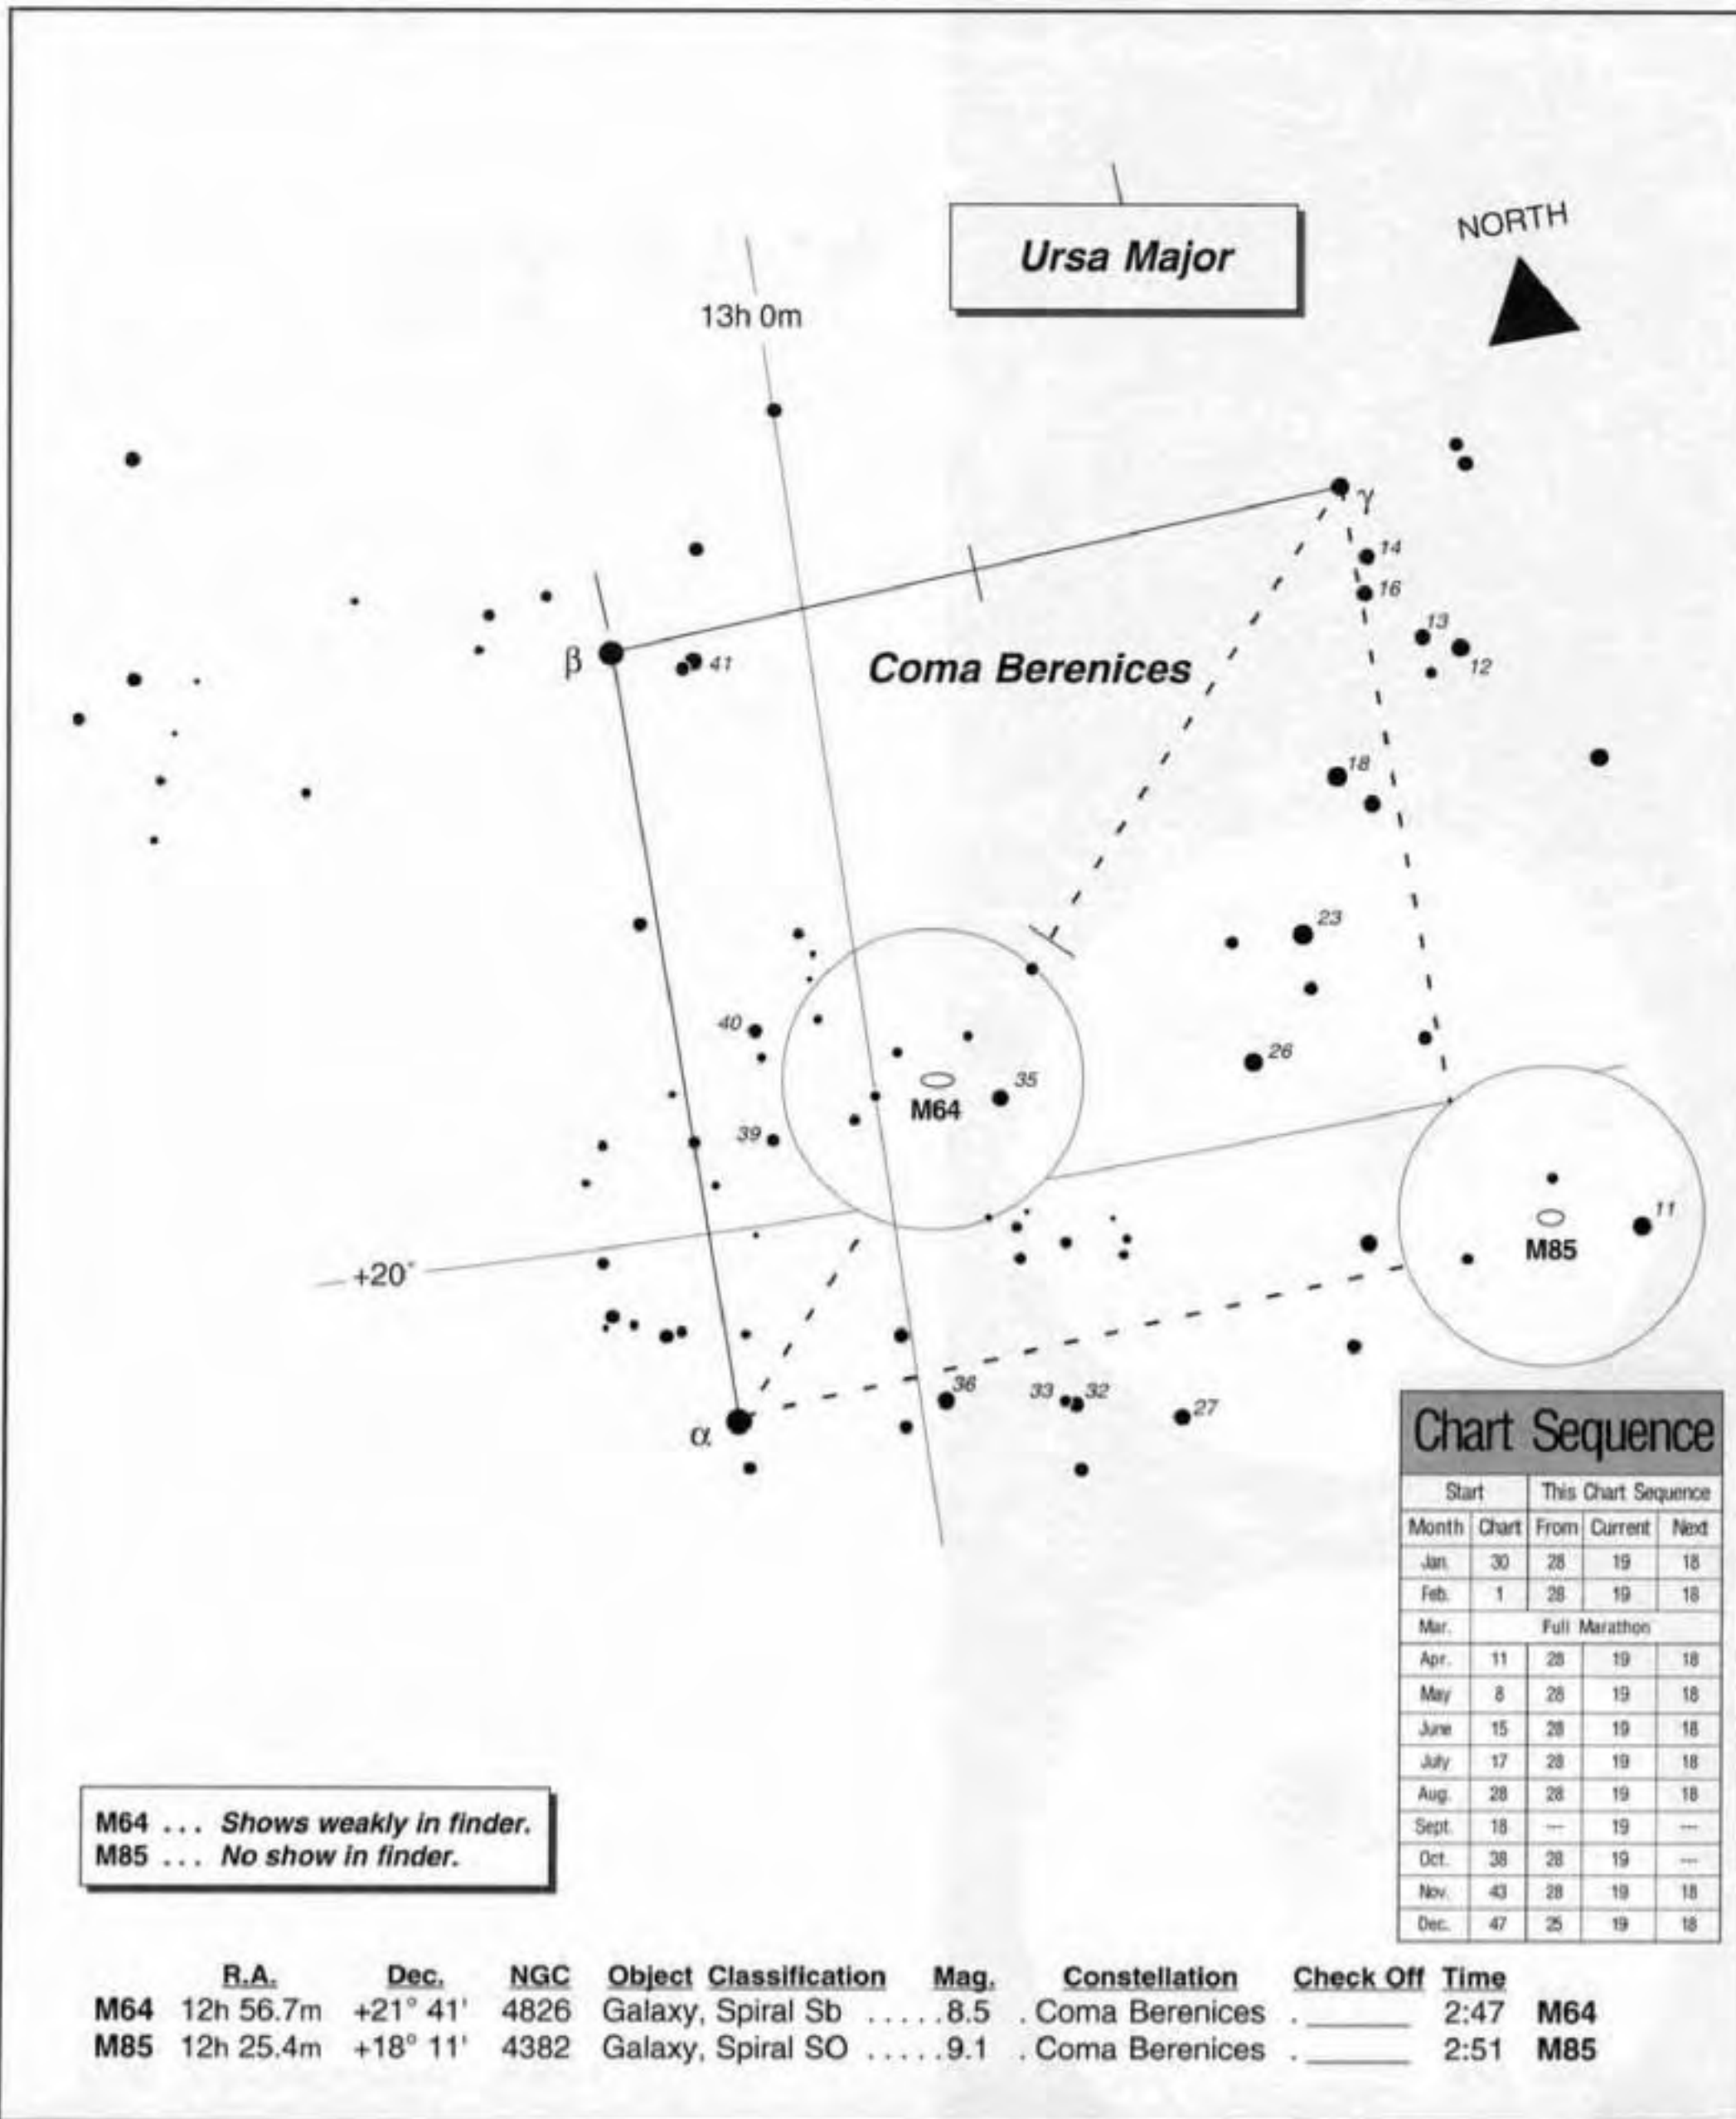 NORTH
Ursa Major
13h 0m
γ
14
16
13
12
β
41
Coma Berenices
18
23
40
26
35
M64
39
11
M85
+20°
36
33
32
27
α
Chart Sequence
Start This Chart Sequence
Month Chart From Current Next
Jan. 30 28 19 18
Feb. 1 28 19 18
Mar. Full Marathon
Apr. 11 28 19 18
May 8 28 19 18
June 15 28 19 18
July 17 28 19 18
Aug. 28 28 19 18
Sept. 18 --- 19 ---
Oct. 38 28 19 ---
Nov. 43 28 19 18
Dec. 47 25 19 18
M64 ... Shows weakly in finder.
M85 ... No show in finder.
R.A. Dec. NGC Object Classification Mag. Constellation Check Off Time
M64 12h 56.7m +21° 41' 4826 Galaxy, Spiral Sb .....8.5 . Coma Berenices . ______ 2:47 M64
M85 12h 25.4m +18° 11' 4382 Galaxy, Spiral SO .....9.1 . Coma Berenices . ______ 2:51 M85